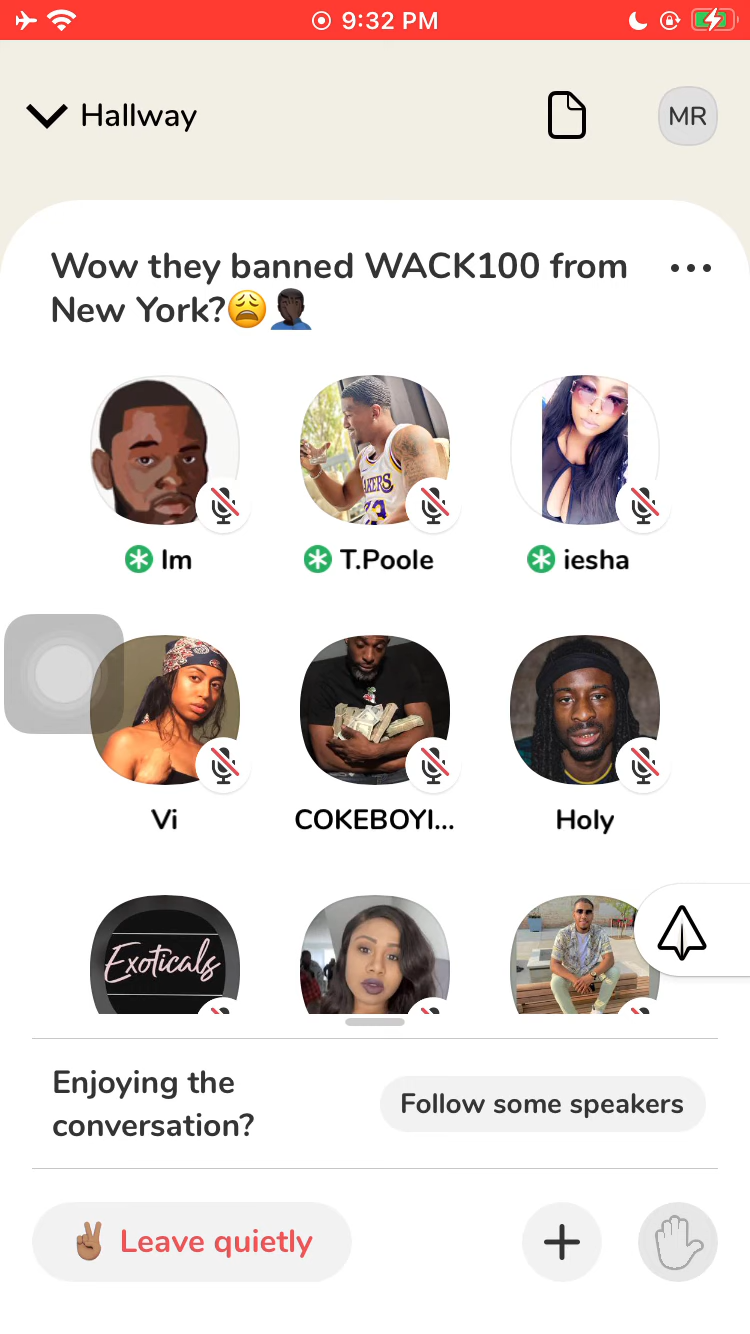 9:32 PM
Hallway
MR
Wow they banned WACK100 from
New York?😩🤦🏿‍♂️
Im
T.Poole
iesha
Vi
COKEBOYI...
Holy
Exoticals
Enjoying the
conversation?
Follow some speakers
✌🏽 Leave quietly